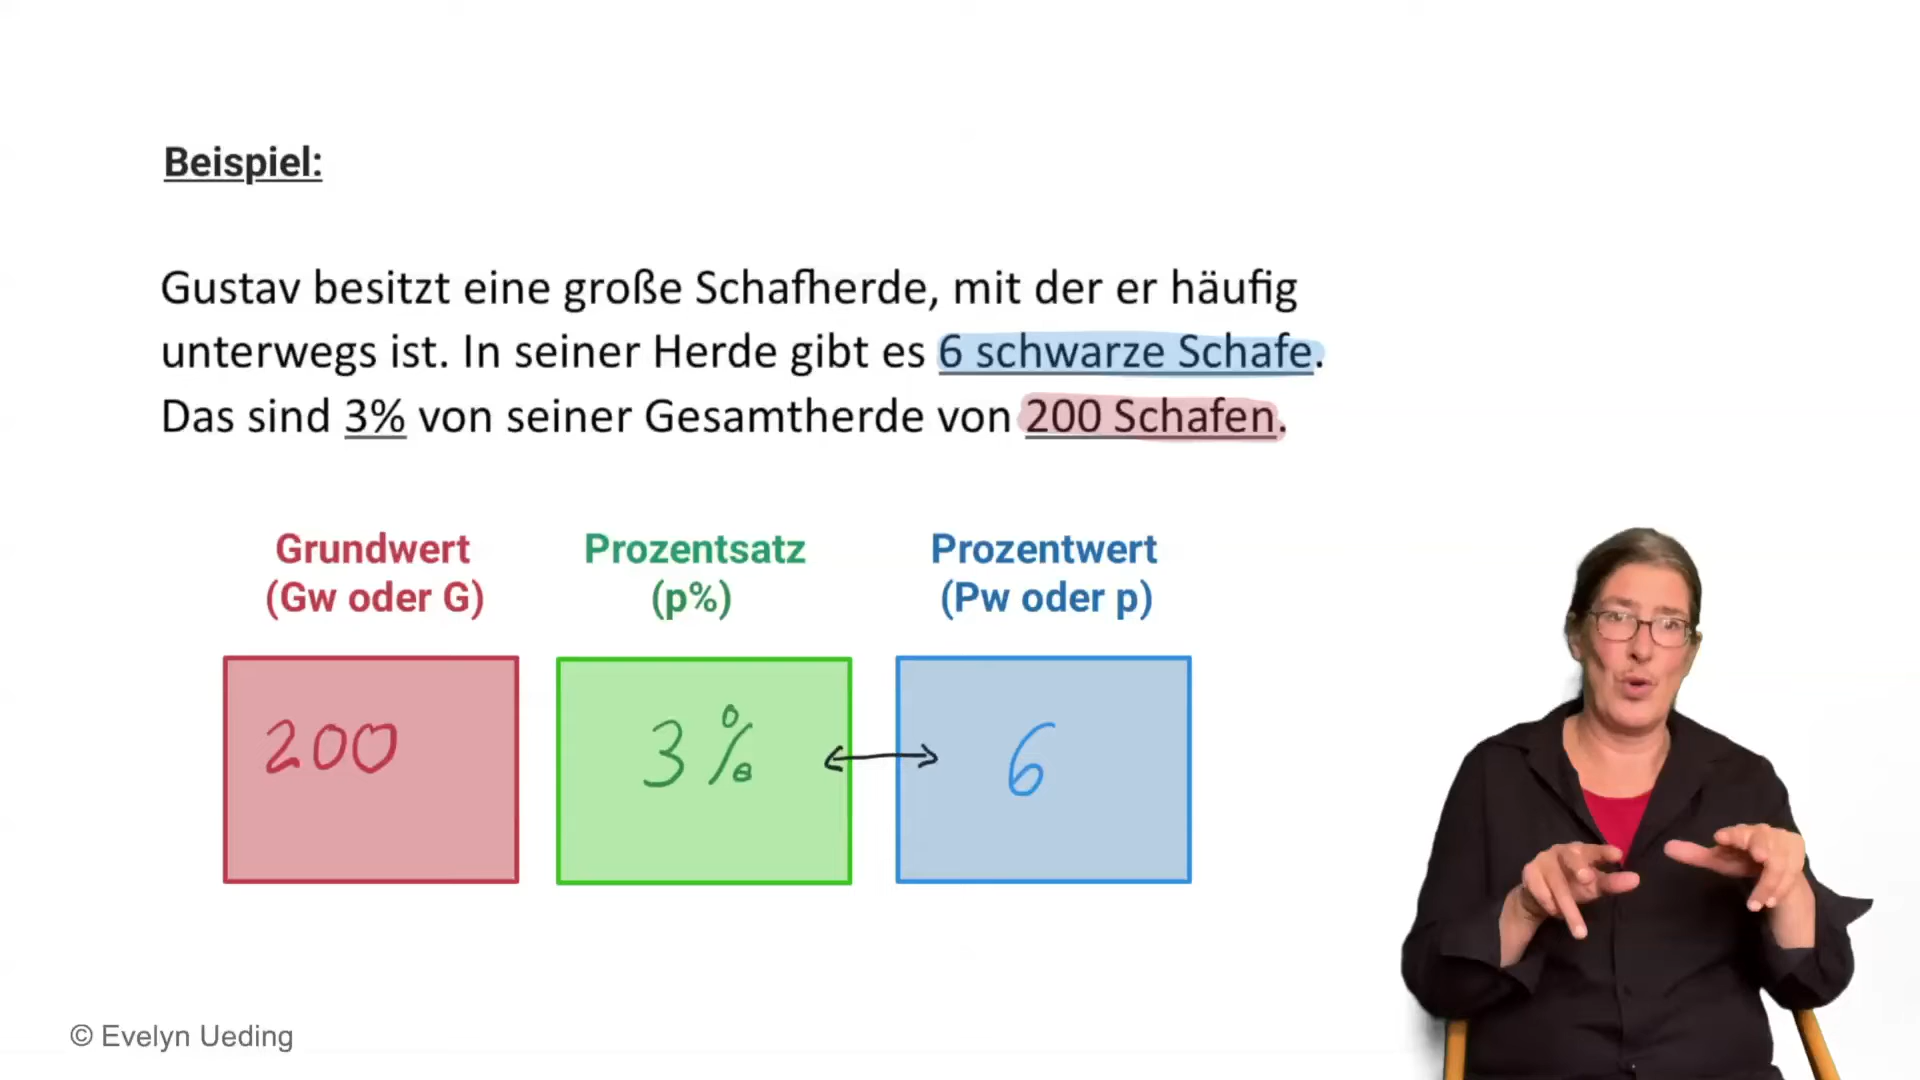 Beispiel:
Gustav besitzt eine große Schafherde, mit der er häufig
unterwegs ist. In seiner Herde gibt es 6 schwarze Schafe.
Das sind 3% von seiner Gesamtherde von 200 Schafen.
Grundwert
(Gw oder G)
Prozentsatz
(p%)
Prozentwert
(Pw oder p)
200
3%
6
© Evelyn Ueding